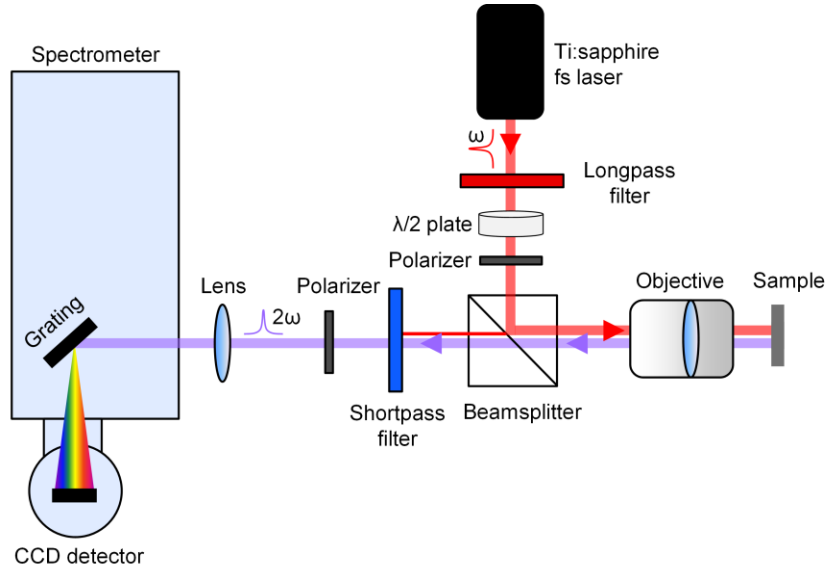 Spectrometer
Ti:sapphire
fs laser
ω
Longpass
filter
λ/2 plate
Polarizer
Lens
Polarizer
Objective
Sample
Grating
2ω
Shortpass
filter
Beamsplitter
CCD detector